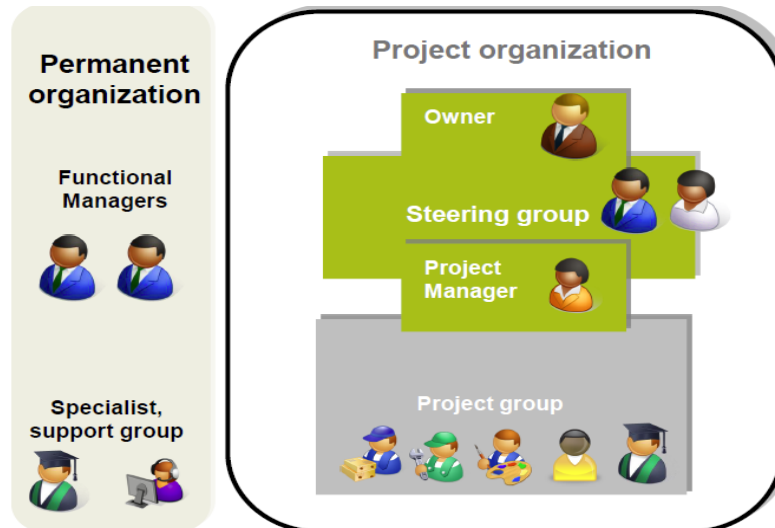 Permanent
organization
Functional
Managers
Specialist,
support group
Project organization
Owner
Steering group
Project
Manager
Project group